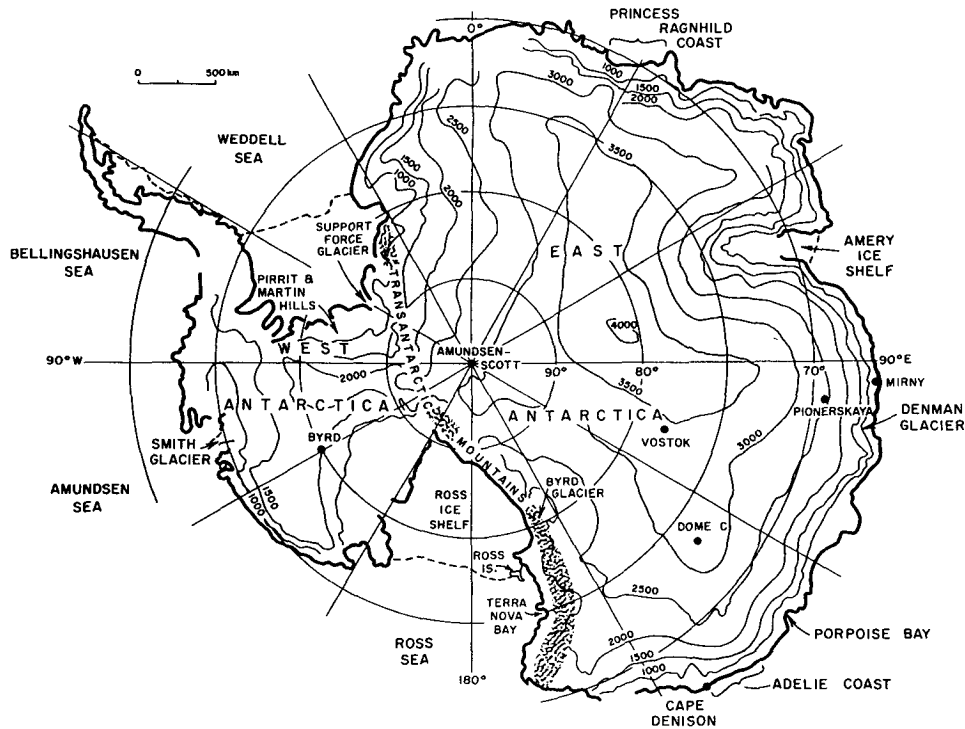 PRINCESS
RAGNHILD
COAST
0°
0 500 km
1000
1500
2000
3000
2500
3500
WEDDELL
SEA
1500
1000
2000
SUPPORT
FORCE
GLACIER
EAST
AMERY
ICE
SHELF
BELLINGSHAUSEN
SEA
PIRRIT &
MARTIN
HILLS
TRANSANTARCTIC
4000
WEST
AMUNDSEN-
SCOTT
90°W
2000
90°
80°
70°
90°E
3500
MIRNY
PIONERSKAYA
ANTARCTICA
ANTARCTICA
DENMAN
GLACIER
SMITH
GLACIER
BYRD
MOUNTAINS
VOSTOK
3000
AMUNDSEN
SEA
1500
1000
ROSS
ICE
SHELF
BYRD
GLACIER
DOME C
ROSS
IS.
2500
TERRA
NOVA
BAY
ROSS
SEA
2000
1500
1000
PORPOISE BAY
180°
ADELIE COAST
CAPE
DENISON